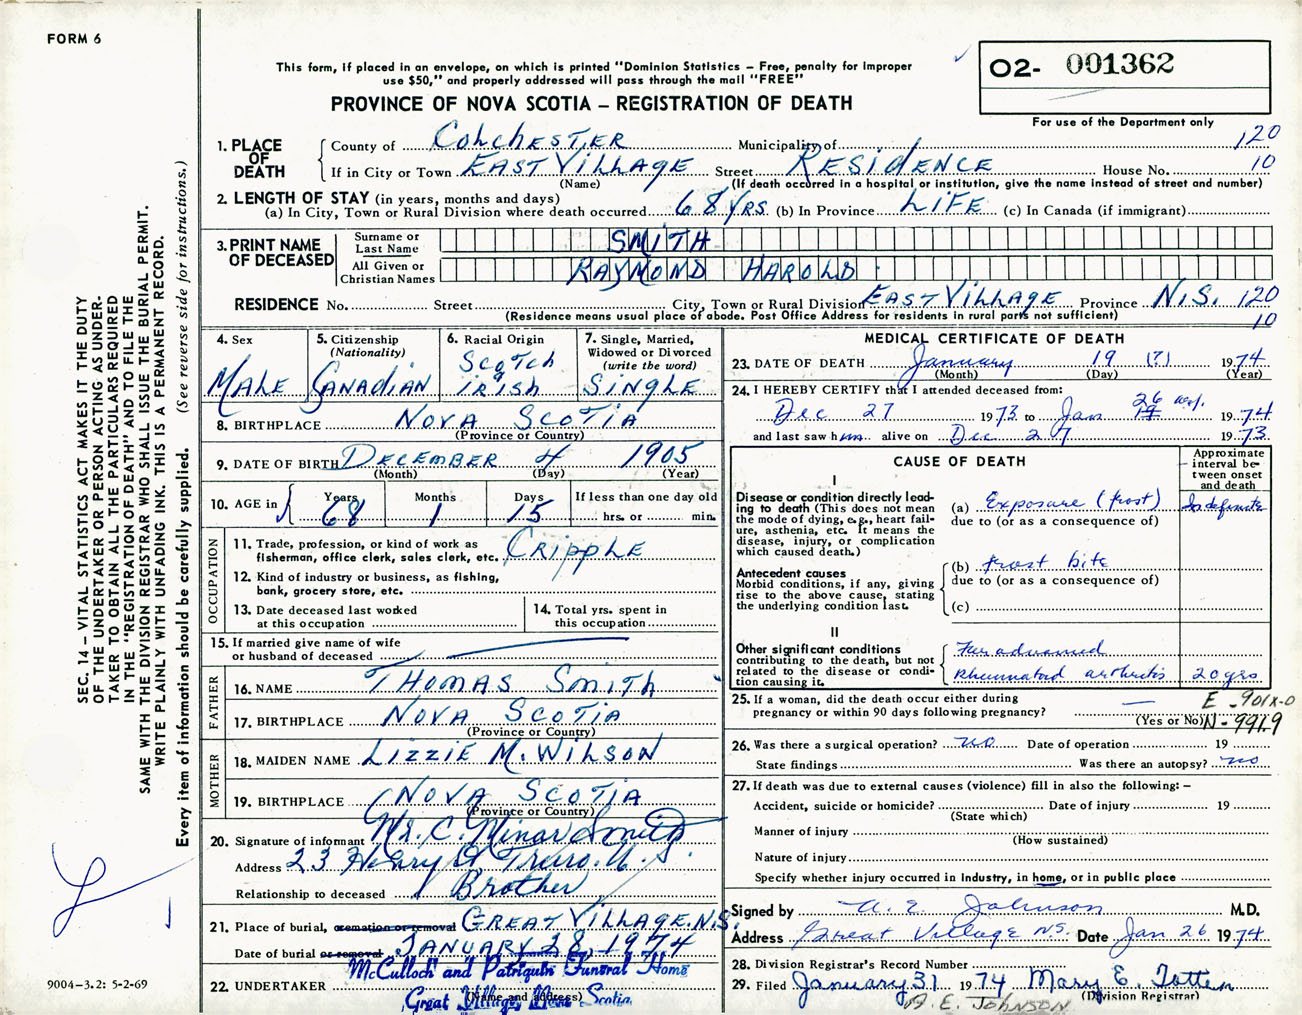 FORM 6
This form, if placed in an envelope, on which is printed "Dominion Statistics – Free, penalty for improper
use $50," and properly addressed will pass through the mail "FREE"
PROVINCE OF NOVA SCOTIA – REGISTRATION OF DEATH
02- 001362
For use of the Department only
1. PLACE OF DEATH
County of COLCHESTER Municipality of 120
If in City or Town EAST VILLAGE Street RESIDENCE House No. 10
(Name) (If death occurred in a hospital or institution, give the name instead of street and number)
2. LENGTH OF STAY (in years, months and days)
(a) In City, Town or Rural Division where death occurred 68 YRS (b) In Province LIFE (c) In Canada (if immigrant)
3. PRINT NAME OF DECEASED
Surname or Last Name SMITH
All Given or Christian Names RAYMOND HAROLD
RESIDENCE No. Street City, Town or Rural Division EAST VILLAGE Province N.S. 120
(Residence means usual place of abode. Post Office Address for residents in rural parts not sufficient) 10
4. Sex MALE
5. Citizenship (Nationality) CANADIAN
6. Racial Origin SCOTCH IRISH
7. Single, Married, Widowed or Divorced (write the word) SINGLE
8. BIRTHPLACE NOVA SCOTIA
(Province or Country)
9. DATE OF BIRTH DECEMBER 4 1905
(Month) (Day) (Year)
10. AGE in Years 68 Months 1 Days 15 If less than one day old hrs. or min.
OCCUPATION
11. Trade, profession, or kind of work as
fisherman, office clerk, sales clerk, etc. CRIPPLE
12. Kind of industry or business, as fishing,
bank, grocery store, etc.
13. Date deceased last worked
at this occupation
14. Total yrs. spent in
this occupation
15. If married give name of wife
or husband of deceased
FATHER
16. NAME THOMAS SMITH
17. BIRTHPLACE NOVA SCOTIA
(Province or Country)
MOTHER
18. MAIDEN NAME LIZZIE M. WILSON
19. BIRTHPLACE NOVA SCOTIA
(Province or Country)
20. Signature of informant Mr. C. Minar Smith
Address 23 Henry St Truro. N.S.
Relationship to deceased Brother
21. Place of burial, cremation or removal GREAT VILLAGE. N.S.
Date of burial or removal JANUARY 28, 1974
McCulloch and Patriquin Funeral Home
22. UNDERTAKER Great Village, Nova Scotia
(Name and address)
MEDICAL CERTIFICATE OF DEATH
23. DATE OF DEATH January 19 (?) 1974
(Month) (Day) (Year)
24. I HEREBY CERTIFY that I attended deceased from:
Dec 27 1973 to Jan 26 1974
and last saw him alive on Dec 27 1973
CAUSE OF DEATH
Approximate interval between onset and death
I
Disease or condition directly leading to death (This does not mean the mode of dying, e.g., heart failure, asthenia, etc. It means the disease, injury, or complication which caused death.)
(a) Exposure (frost) Indefinite
due to (or as a consequence of)
Antecedent causes
Morbid conditions, if any, giving rise to the above cause, stating the underlying condition last.
(b) frost bite
due to (or as a consequence of)
(c)
II
Other significant conditions
contributing to the death, but not related to the disease or condition causing it.
Far advanced
Rheumatoid arthritis 20 yrs
25. If a woman, did the death occur either during
pregnancy or within 90 days following pregnancy?
(Yes or No)
E-901X-0
N-991.9
26. Was there a surgical operation? no Date of operation 19
State findings Was there an autopsy? no
27. If death was due to external causes (violence) fill in also the following: –
Accident, suicide or homicide? Date of injury 19
(State which)
Manner of injury
(How sustained)
Nature of injury
Specify whether injury occurred in Industry, in home, or in public place
Signed by A. E. Johnson M.D.
Address Great Village N.S. Date Jan 26 1974
28. Division Registrar's Record Number
29. Filed January 31 1974 Mary E. Totten
(Division Registrar)
A. E. JOHNSON
SEC. 14 – VITAL STATISTICS ACT MAKES IT THE DUTY
OF THE UNDERTAKER OR PERSON ACTING AS UNDER-
TAKER TO OBTAIN ALL THE PARTICULARS REQUIRED
IN THE "REGISTRATION OF DEATH" AND TO FILE THE
SAME WITH THE DIVISION REGISTRAR WHO SHALL ISSUE THE BURIAL PERMIT.
WRITE PLAINLY WITH UNFADING INK. THIS IS A PERMANENT RECORD.
Every item of information should be carefully supplied. (See reverse side for instructions.)
9004-3.2: 5-2-69